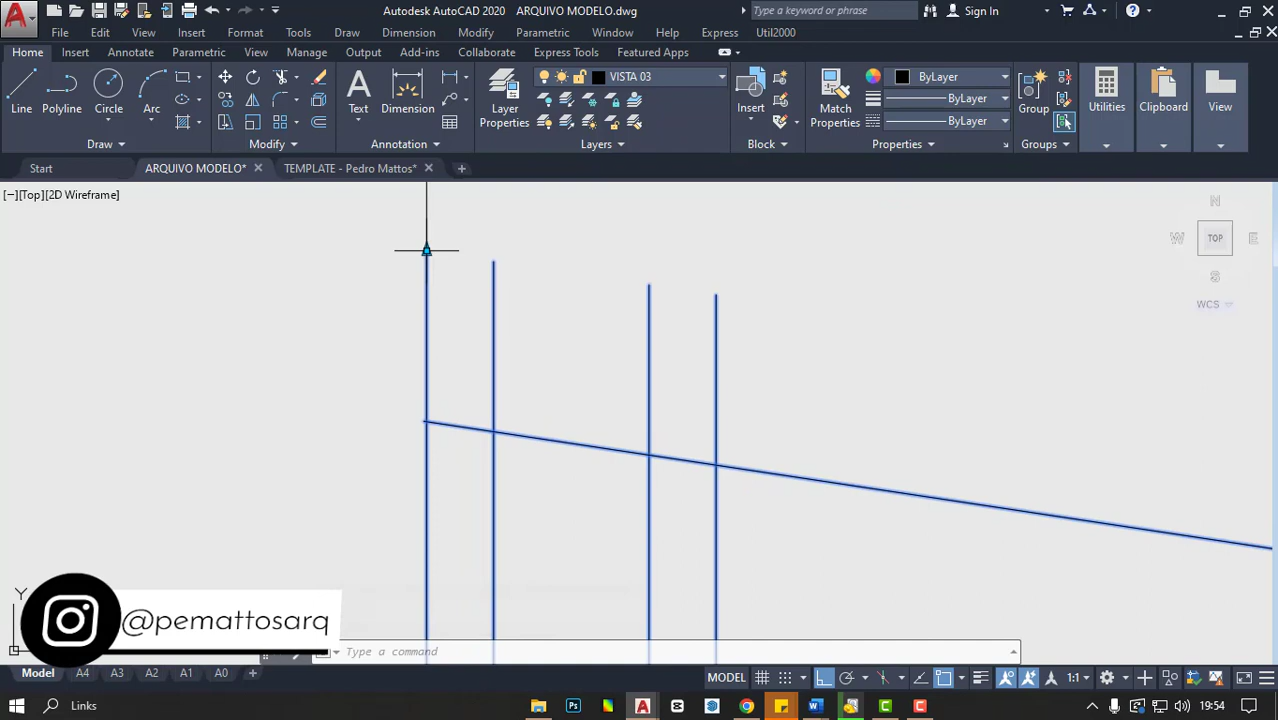 Autodesk AutoCAD 2020 ARQUIVO MODELO.dwg
Type a keyword or phrase
Sign In
File Edit View Insert Format Tools Draw Dimension Modify Parametric Window Help Express Util2000
Home Insert Annotate Parametric View Manage Output Add-ins Collaborate Express Tools Featured Apps
VISTA 03
ByLayer
ByLayer
ByLayer
Line Polyline Circle Arc
Text Dimension
Layer Properties
Insert
Match Properties
Group
Utilities Clipboard View
Draw Modify Annotation Layers Block Properties Groups
Start ARQUIVO MODELO* TEMPLATE - Pedro Mattos*
[−][Top][2D Wireframe]
N
W TOP E
S
WCS
Y
@pemattosarq
Type a command
Model A4 A3 A2 A1 A0
MODEL 1:1
Links
19:54